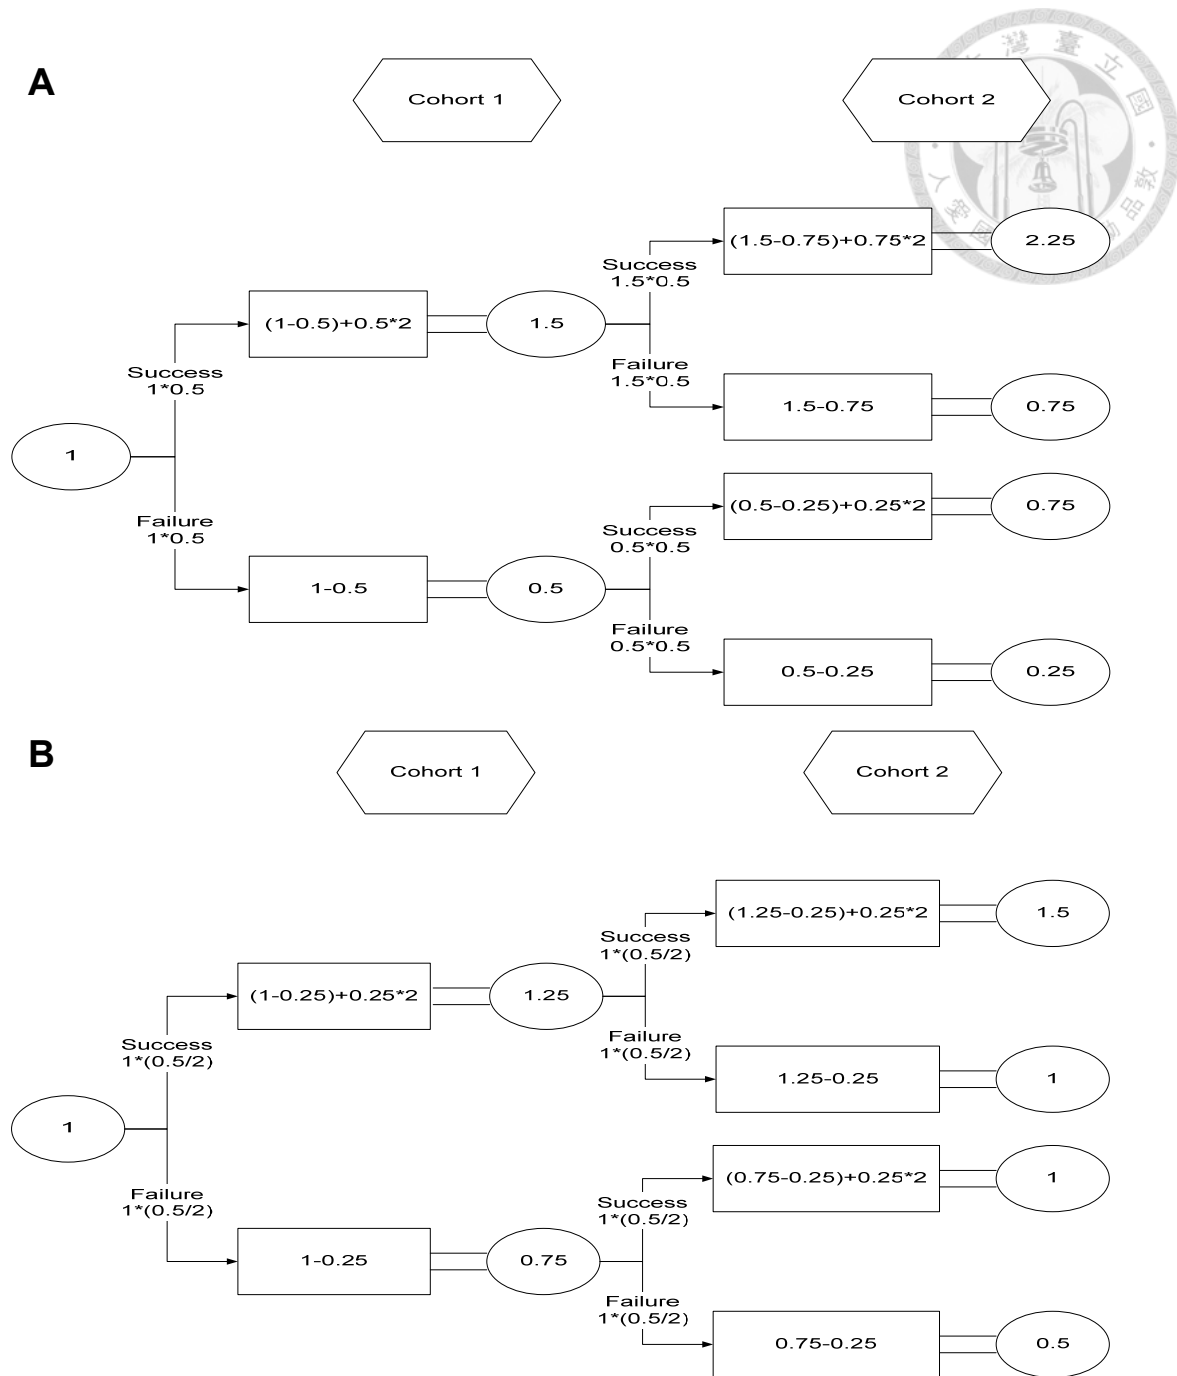 A
Cohort 1
Cohort 2
灣臺立
國
人愛
品敦
(1.5-0.75)+0.75*2
2.25
Success
1.5*0.5
(1-0.5)+0.5*2
1.5
Failure
1.5*0.5
Success
1*0.5
1.5-0.75
0.75
1
(0.5-0.25)+0.25*2
0.75
Failure
1*0.5
Success
0.5*0.5
1-0.5
0.5
Failure
0.5*0.5
0.5-0.25
0.25
B
Cohort 1
Cohort 2
(1.25-0.25)+0.25*2
1.5
Success
1*(0.5/2)
(1-0.25)+0.25*2
1.25
Failure
1*(0.5/2)
Success
1*(0.5/2)
1.25-0.25
1
1
(0.75-0.25)+0.25*2
1
Failure
1*(0.5/2)
Success
1*(0.5/2)
1-0.25
0.75
Failure
1*(0.5/2)
0.75-0.25
0.5